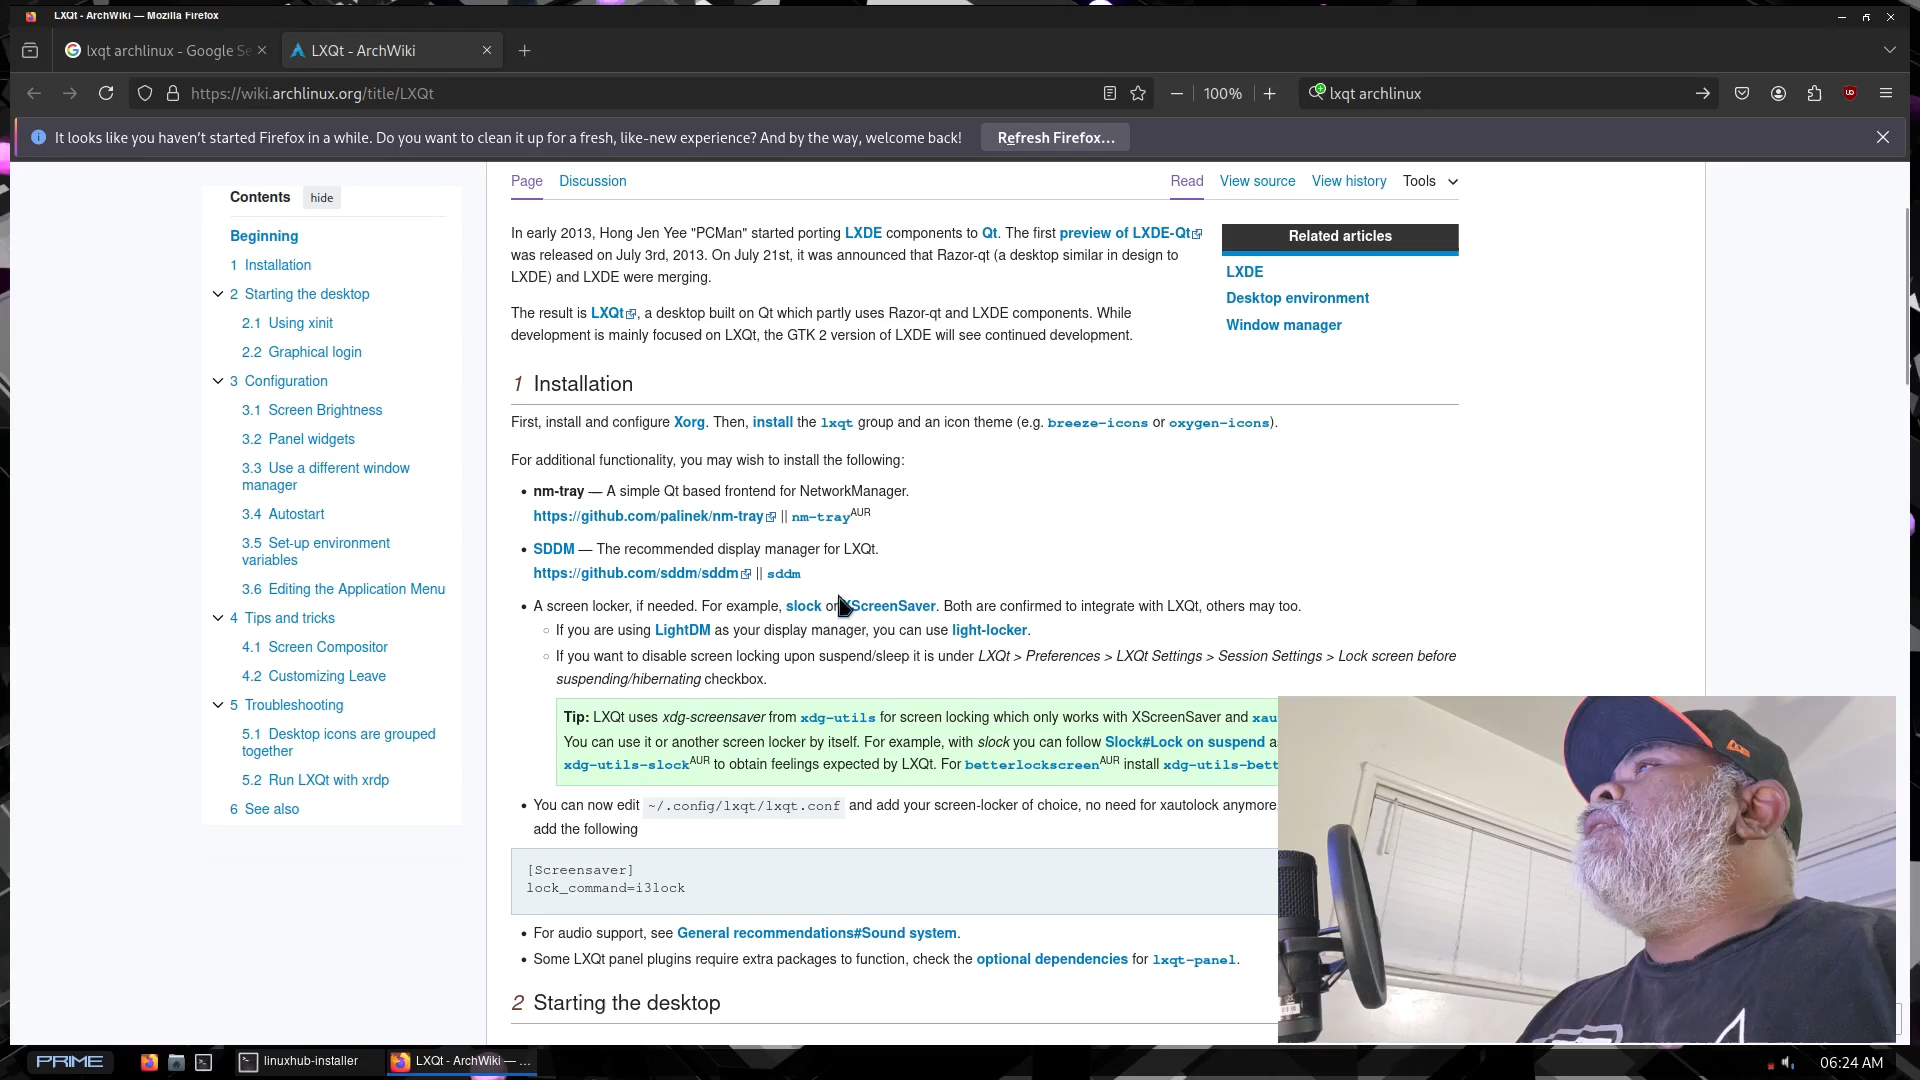 LXQt - ArchWiki — Mozilla Firefox
lxqt archlinux - Google Se
LXQt - ArchWiki
https://wiki.archlinux.org/title/LXQt
100%
lxqt archlinux
It looks like you haven't started Firefox in a while. Do you want to clean it up for a fresh, like-new experience? And by the way, welcome back!
Refresh Firefox...
Contents hide
Beginning
1 Installation
2 Starting the desktop
2.1 Using xinit
2.2 Graphical login
3 Configuration
3.1 Screen Brightness
3.2 Panel widgets
3.3 Use a different window
manager
3.4 Autostart
3.5 Set-up environment
variables
3.6 Editing the Application Menu
4 Tips and tricks
4.1 Screen Compositor
4.2 Customizing Leave
5 Troubleshooting
5.1 Desktop icons are grouped
together
5.2 Run LXQt with xrdp
6 See also
Page Discussion
Read View source View history Tools
In early 2013, Hong Jen Yee "PCMan" started porting LXDE components to Qt. The first preview of LXDE-Qt
was released on July 3rd, 2013. On July 21st, it was announced that Razor-qt (a desktop similar in design to
LXDE) and LXDE were merging.
The result is LXQt, a desktop built on Qt which partly uses Razor-qt and LXDE components. While
development is mainly focused on LXQt, the GTK 2 version of LXDE will see continued development.
Related articles
LXDE
Desktop environment
Window manager
1 Installation
First, install and configure Xorg. Then, install the lxqt group and an icon theme (e.g. breeze-icons or oxygen-icons).
For additional functionality, you may wish to install the following:
• nm-tray — A simple Qt based frontend for NetworkManager.
https://github.com/palinek/nm-tray || nm-trayAUR
• SDDM — The recommended display manager for LXQt.
https://github.com/sddm/sddm || sddm
• A screen locker, if needed. For example, slock or XScreenSaver. Both are confirmed to integrate with LXQt, others may too.
○ If you are using LightDM as your display manager, you can use light-locker.
○ If you want to disable screen locking upon suspend/sleep it is under LXQt > Preferences > LXQt Settings > Session Settings > Lock screen before
suspending/hibernating checkbox.
Tip: LXQt uses xdg-screensaver from xdg-utils for screen locking which only works with XScreenSaver and xau
You can use it or another screen locker by itself. For example, with slock you can follow Slock#Lock on suspend a
xdg-utils-slockAUR to obtain feelings expected by LXQt. For betterlockscreenAUR install xdg-utils-bett
• You can now edit ~/.config/lxqt/lxqt.conf and add your screen-locker of choice, no need for xautolock anymore
add the following
[Screensaver]
lock_command=i3lock
• For audio support, see General recommendations#Sound system.
• Some LXQt panel plugins require extra packages to function, check the optional dependencies for lxqt-panel.
2 Starting the desktop
PRIME
linuxhub-installer
LXQt - ArchWiki — ...
06:24 AM